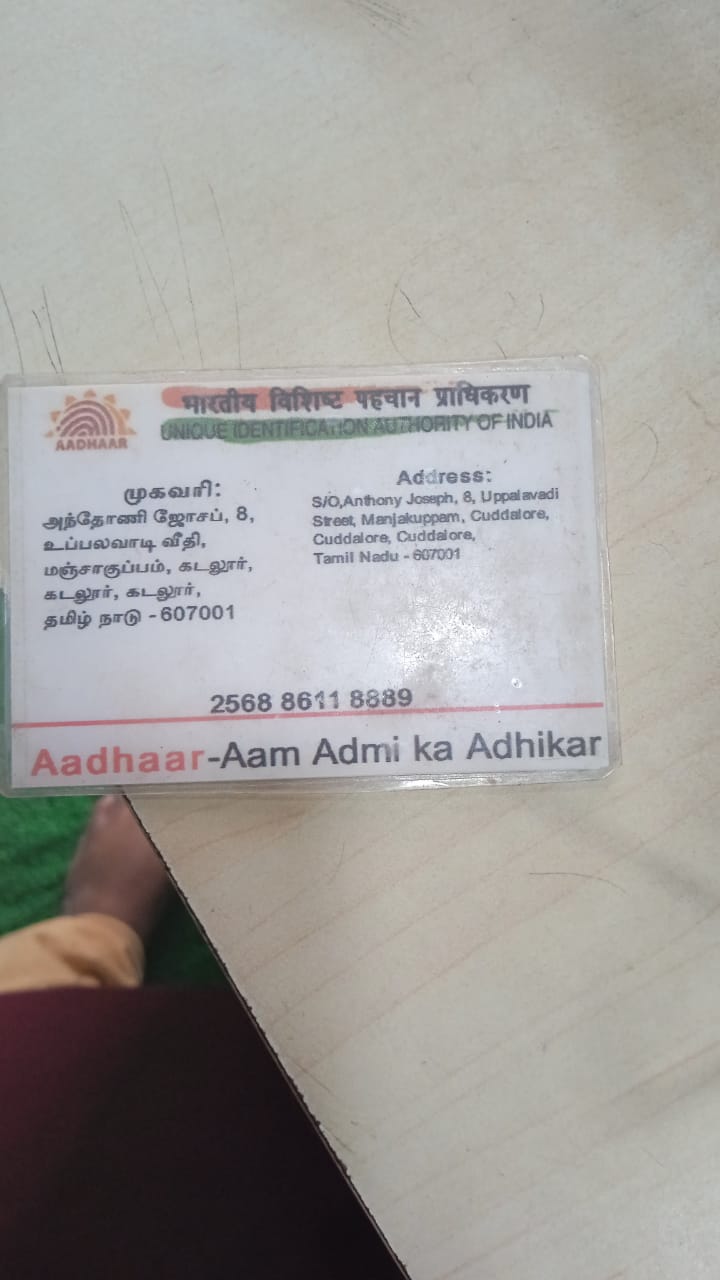 भारतीय विशिष्ट पहचान प्राधिकरण
UNIQUE IDENTIFICATION AUTHORITY OF INDIA
AADHAAR
முகவரி:
அந்தோணி ஜோசப், 8,
உப்பலவாடி வீதி,
மஞ்சாகுப்பம், கடலூர்,
கடலூர், கடலூர்,
தமிழ் நாடு - 607001
Address:
S/O,Anthony Joseph, 8, Uppalavadi
Street, Manjakuppam, Cuddalore,
Cuddalore, Cuddalore,
Tamil Nadu - 607001
2568 8611 8889
Aadhaar-Aam Admi ka Adhikar